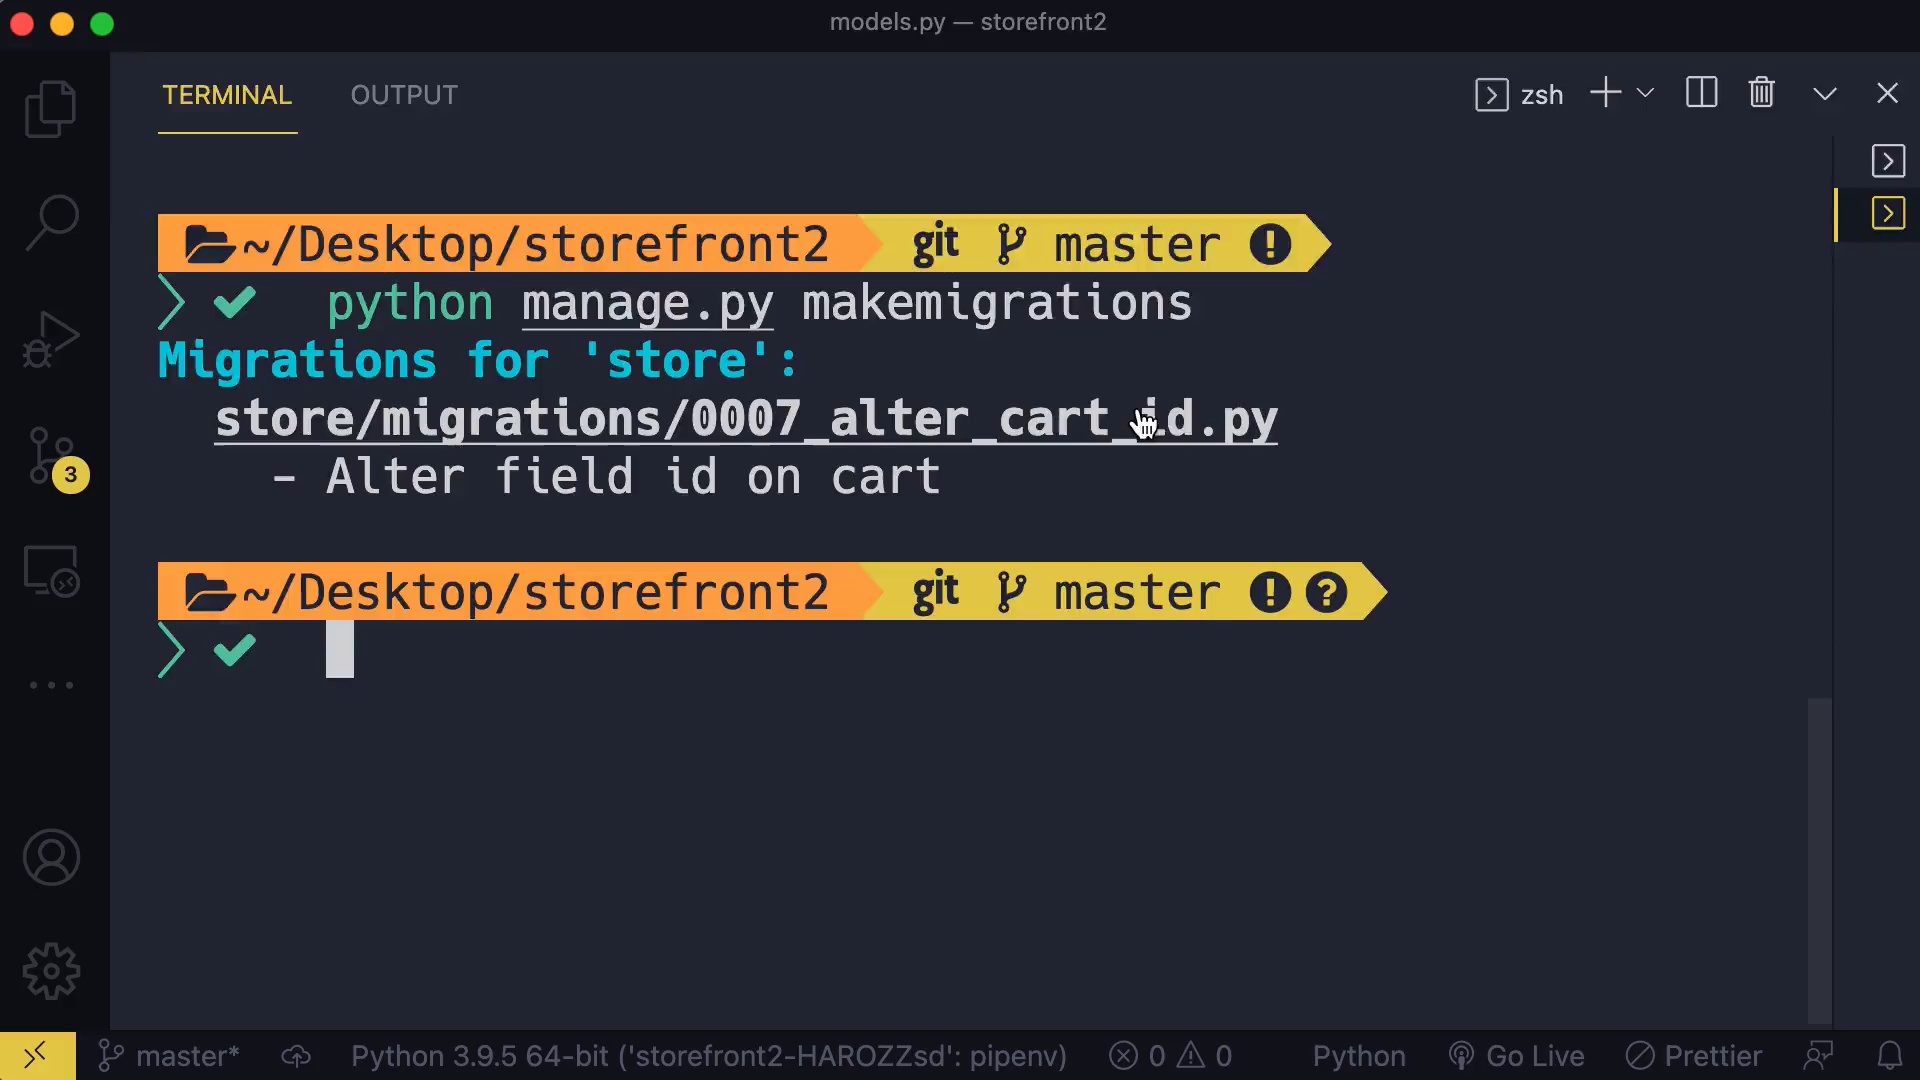 models.py — storefront2
TERMINAL OUTPUT zsh
~/Desktop/storefront2 git master
python manage.py makemigrations
Migrations for 'store':
store/migrations/0007_alter_cart_id.py
- Alter field id on cart
~/Desktop/storefront2 git master
3
master* Python 3.9.5 64-bit ('storefront2-HAROZZsd': pipenv) 0 0 Python Go Live Prettier